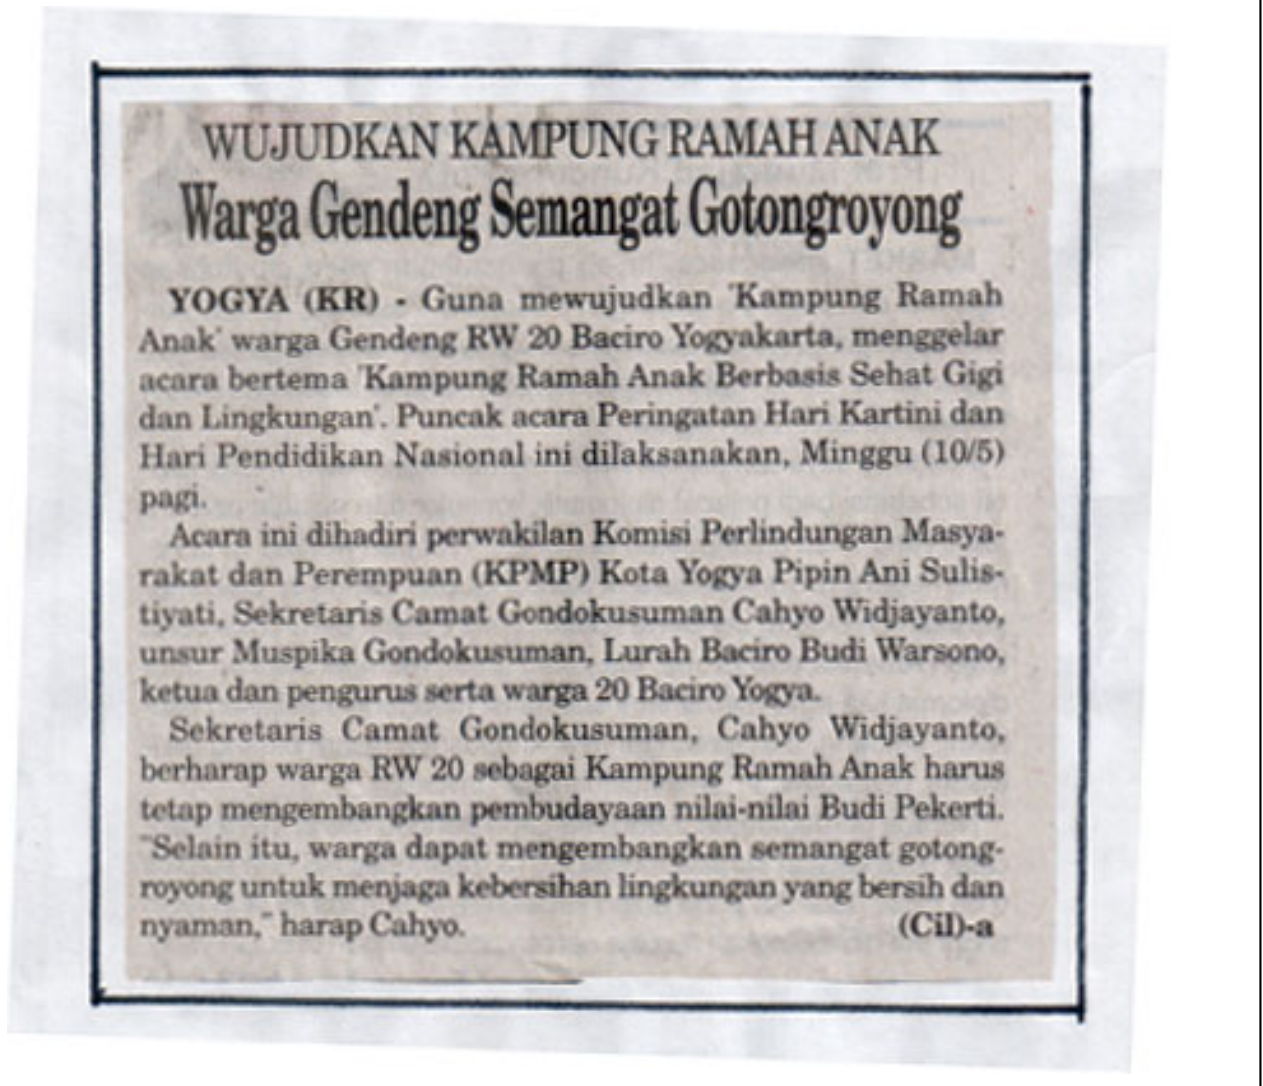 WUJUDKAN KAMPUNG RAMAH ANAK
Warga Gendeng Semangat Gotongroyong
YOGYA (KR) - Guna mewujudkan 'Kampung Ramah
Anak' warga Gendeng RW 20 Baciro Yogyakarta, menggelar
acara bertema 'Kampung Ramah Anak Berbasis Sehat Gigi
dan Lingkungan'. Puncak acara Peringatan Hari Kartini dan
Hari Pendidikan Nasional ini dilaksanakan, Minggu (10/5)
pagi.
Acara ini dihadiri perwakilan Komisi Perlindungan Masya-
rakat dan Perempuan (KPMP) Kota Yogya Pipin Ani Sulis-
tiyati, Sekretaris Camat Gondokusuman Cahyo Widjayanto,
unsur Muspika Gondokusuman, Lurah Baciro Budi Warsono,
ketua dan pengurus serta warga 20 Baciro Yogya.
Sekretaris Camat Gondokusuman, Cahyo Widjayanto,
berharap warga RW 20 sebagai Kampung Ramah Anak harus
tetap mengembangkan pembudayaan nilai-nilai Budi Pekerti.
"Selain itu, warga dapat mengembangkan semangat gotong-
royong untuk menjaga kebersihan lingkungan yang bersih dan
nyaman," harap Cahyo. (Cil)-a